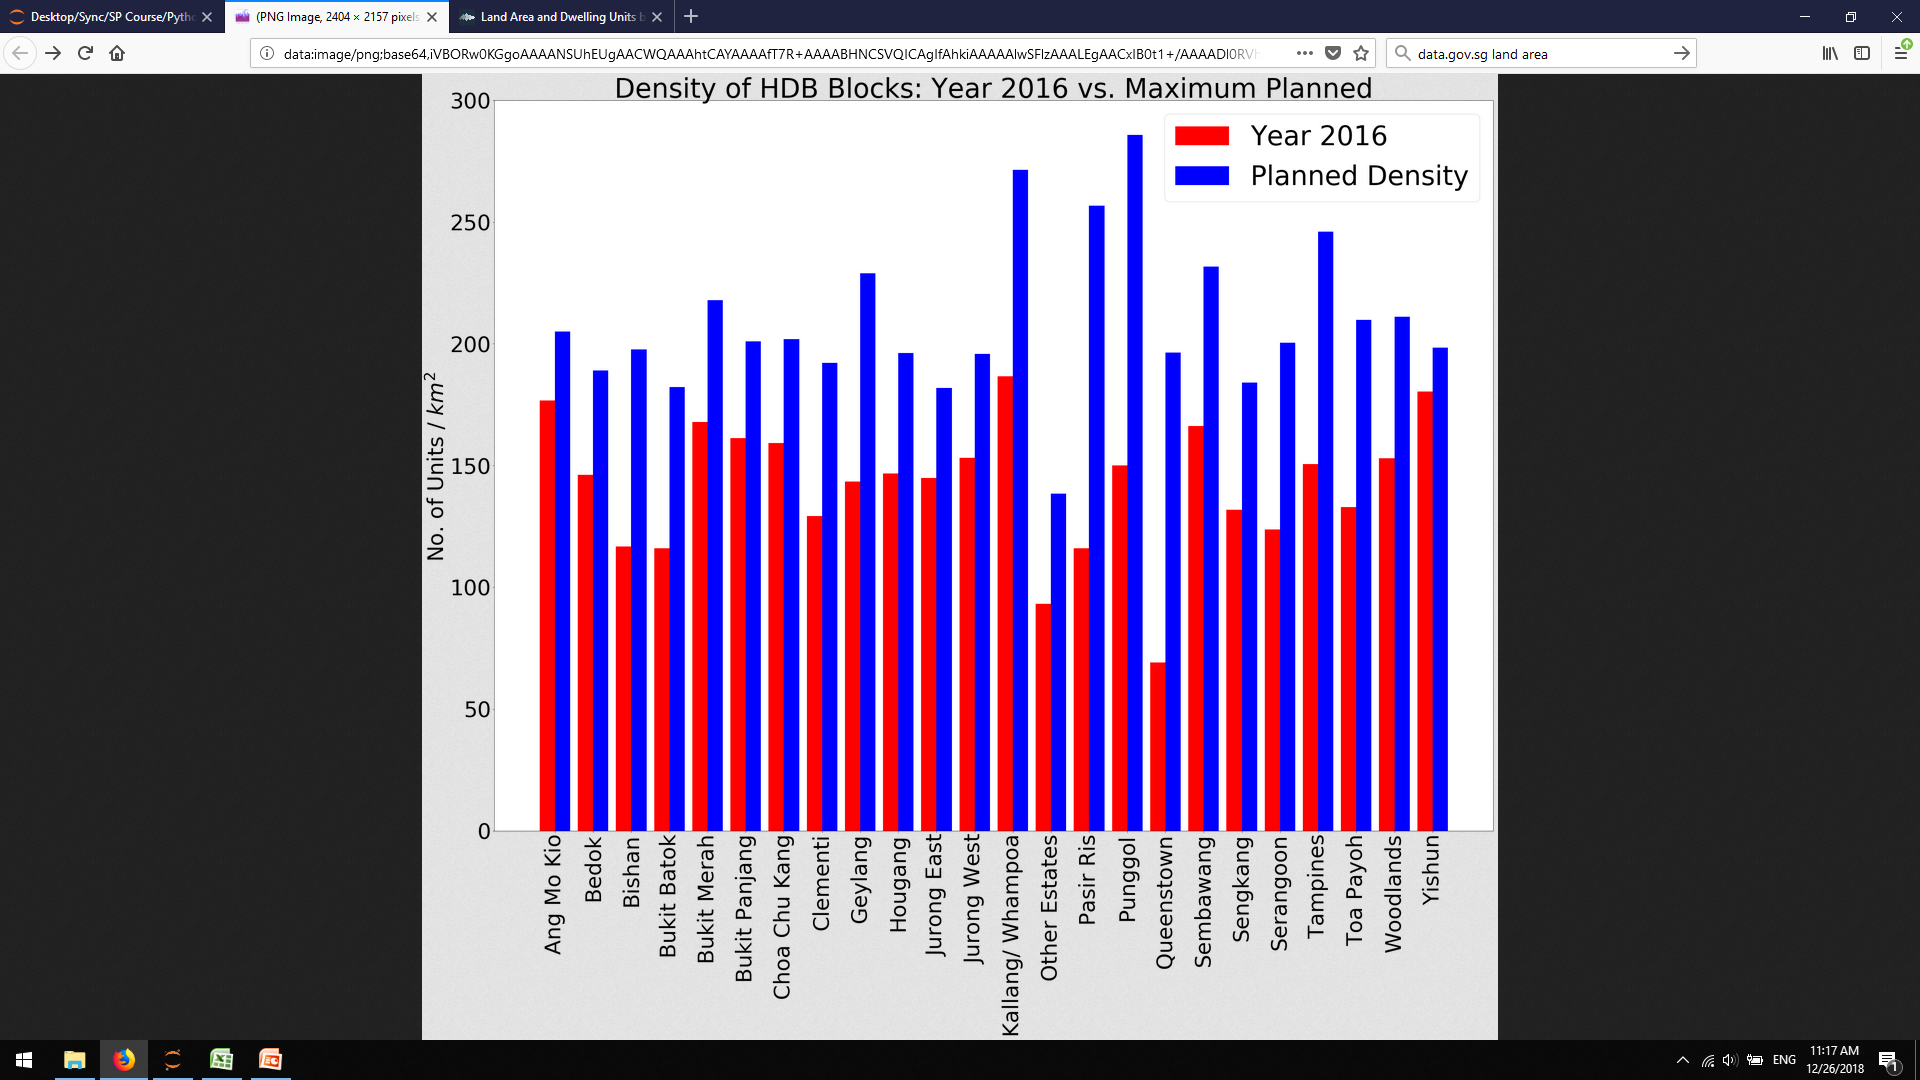 Desktop/Sync/SP Course/Pytho
(PNG Image, 2404 × 2157 pixels
Land Area and Dwelling Units b
data:image/png;base64,iVBORw0KGgoAAAANSUhEUgAACWQAAAhtCAYAAAAfT7R+AAAABHNCSVQICAgIfAhkiAAAAAlwSFlzAAALEgAACxIB0t1+/AAAADl0RVh
data.gov.sg land area
Density of HDB Blocks: Year 2016 vs. Maximum Planned
Year 2016
Planned Density
300
250
200
150
100
50
0
No. of Units / km²
Ang Mo Kio
Bedok
Bishan
Bukit Batok
Bukit Merah
Bukit Panjang
Choa Chu Kang
Clementi
Geylang
Hougang
Jurong East
Jurong West
Kallang/ Whampoa
Other Estates
Pasir Ris
Punggol
Queenstown
Sembawang
Sengkang
Serangoon
Tampines
Toa Payoh
Woodlands
Yishun
ENG
11:17 AM
12/26/2018
1